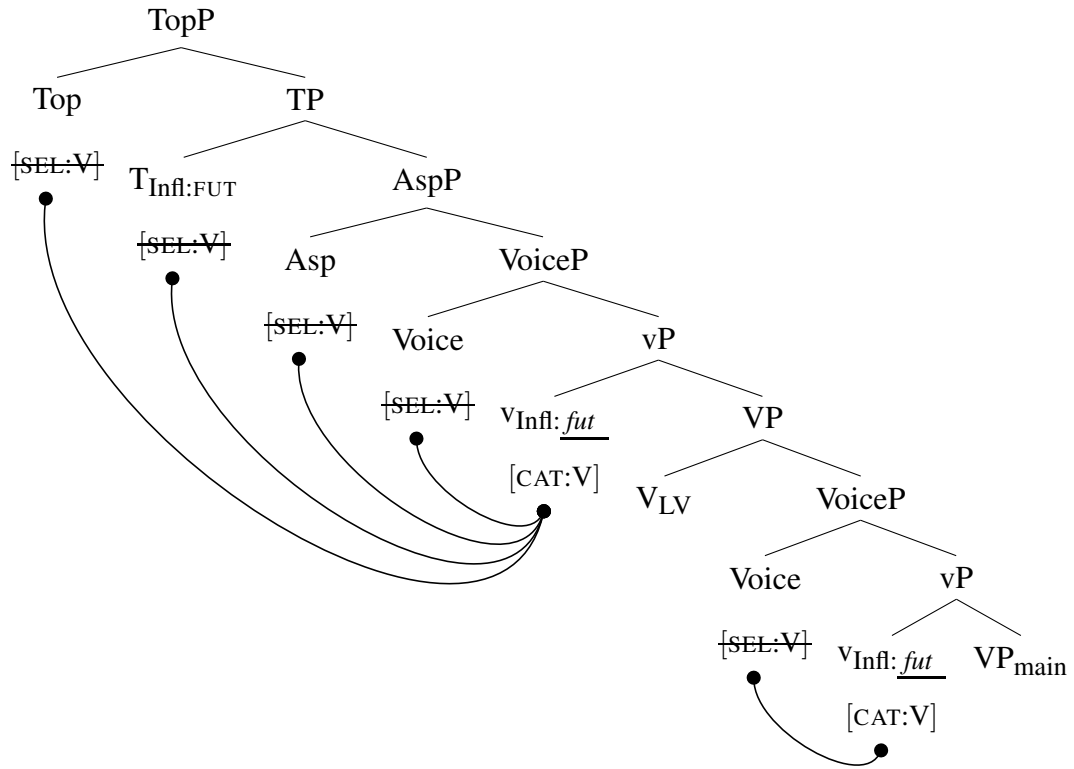 TopP
Top TP
[SEL:V] T_Infl:FUT AspP
[SEL:V] Asp VoiceP
[SEL:V] Voice vP
[SEL:V] v_Infl:fut VP
[CAT:V] V_LV VoiceP
Voice vP
[SEL:V] v_Infl:fut VP_main
[CAT:V]